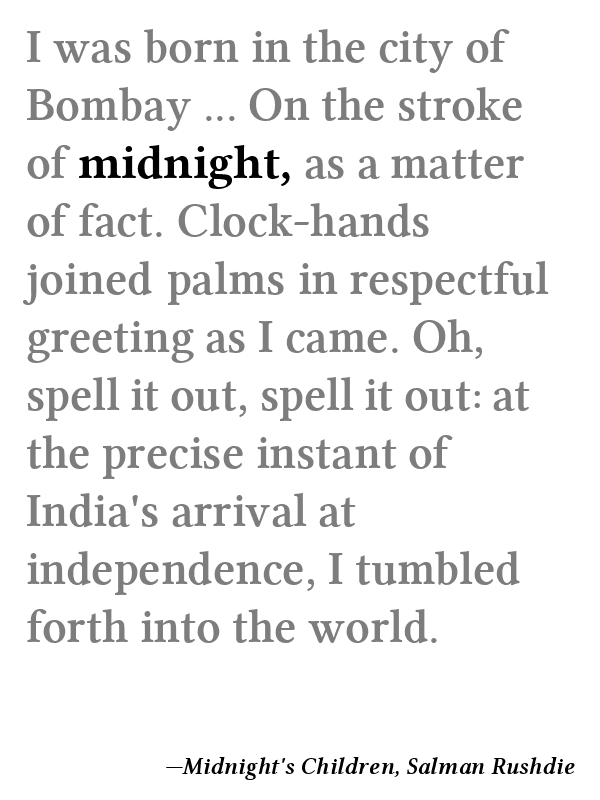 I was born in the city of
Bombay ... On the stroke
of midnight, as a matter
of fact. Clock-hands
joined palms in respectful
greeting as I came. Oh,
spell it out, spell it out: at
the precise instant of
India's arrival at
independence, I tumbled
forth into the world.
—Midnight's Children, Salman Rushdie